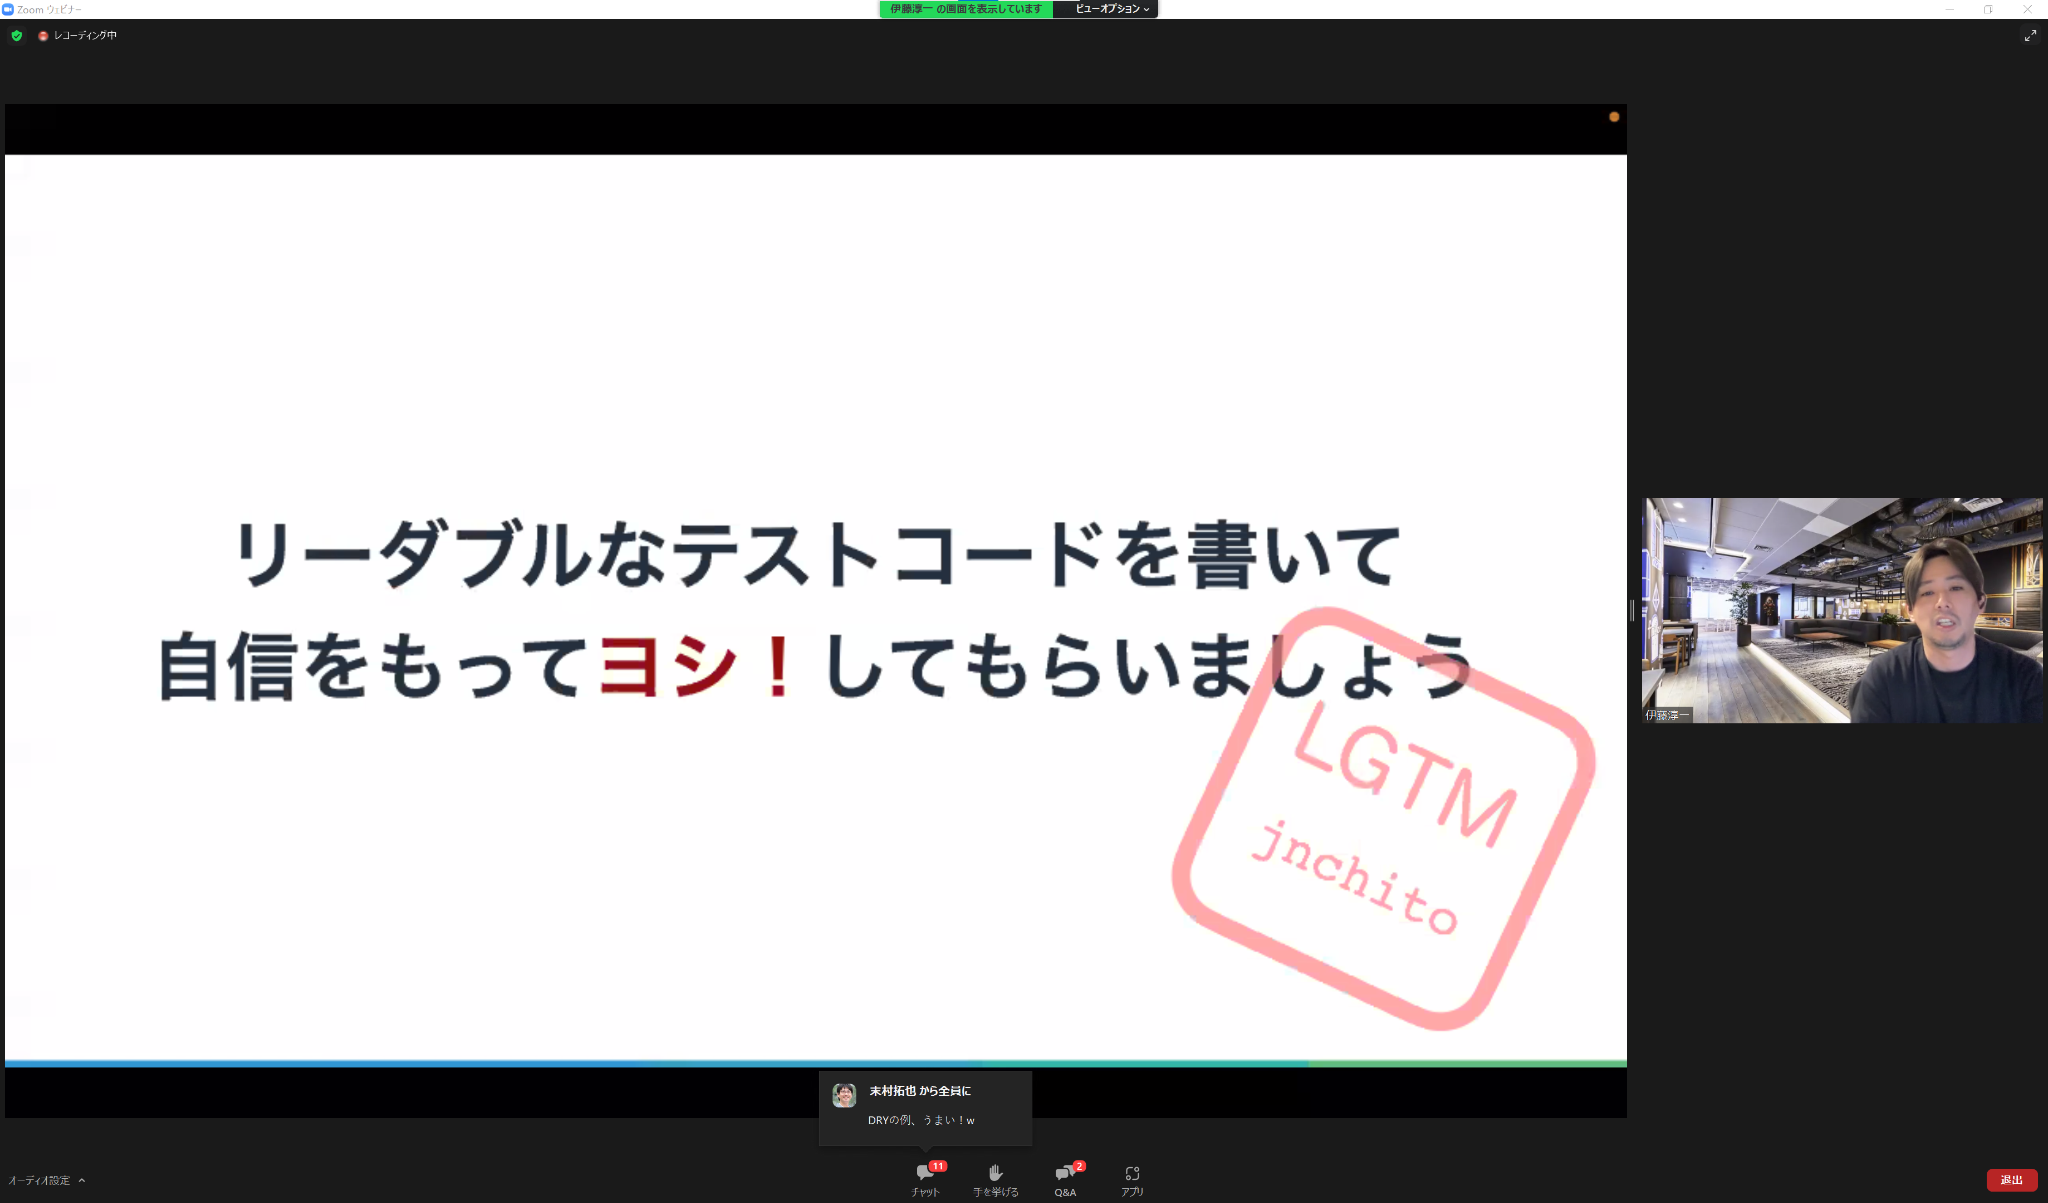 Zoom ウェビナー
伊藤淳一 の画面を表示しています
ビューオプション
レコーディング中
リーダブルなテストコードを書いて
自信をもってヨシ！してもらいましょう
LGTM
jnchito
伊藤淳一
末村拓也 から全員に
DRYの例、うまい！w
オーディオ設定
11
チャット
手を挙げる
2
Q&A
アプリ
退出